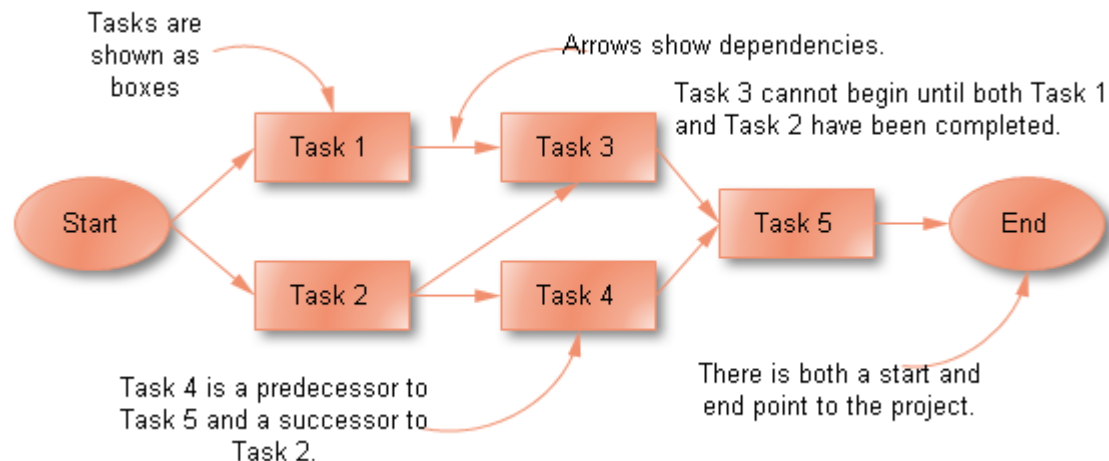 Tasks are
shown as
boxes
Arrows show dependencies.
Task 3 cannot begin until both Task 1
and Task 2 have been completed.
Task 1
Task 3
Start
Task 5
End
Task 2
Task 4
Task 4 is a predecessor to
Task 5 and a successor to
Task 2.
There is both a start and
end point to the project.